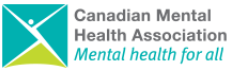 Canadian Mental
Health Association
Mental health for all